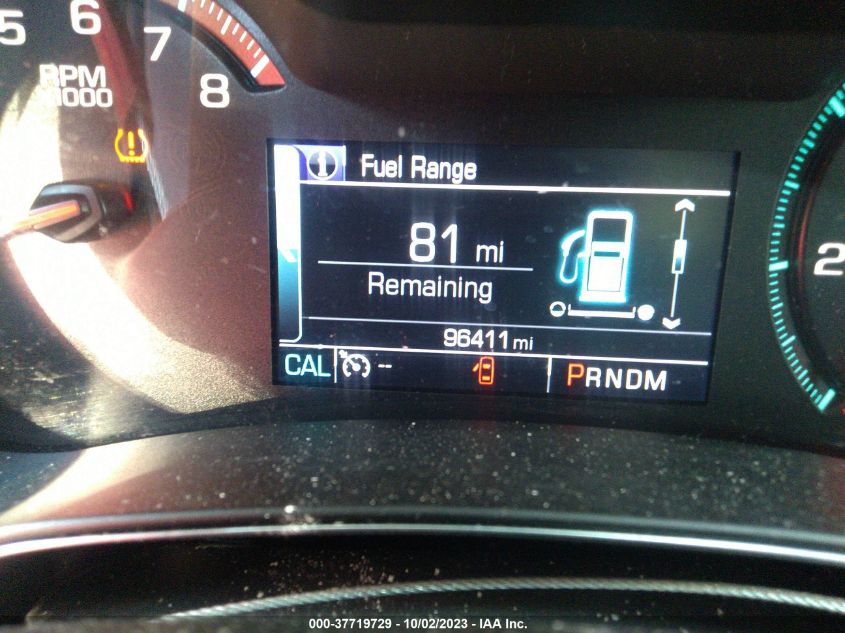 5 6 7 8
RPM
x1000
!
1 Fuel Range
81 mi
Remaining
96411 mi
CAL -- PRNDM
2
000-37719729 - 10/02/2023 - IAA Inc.